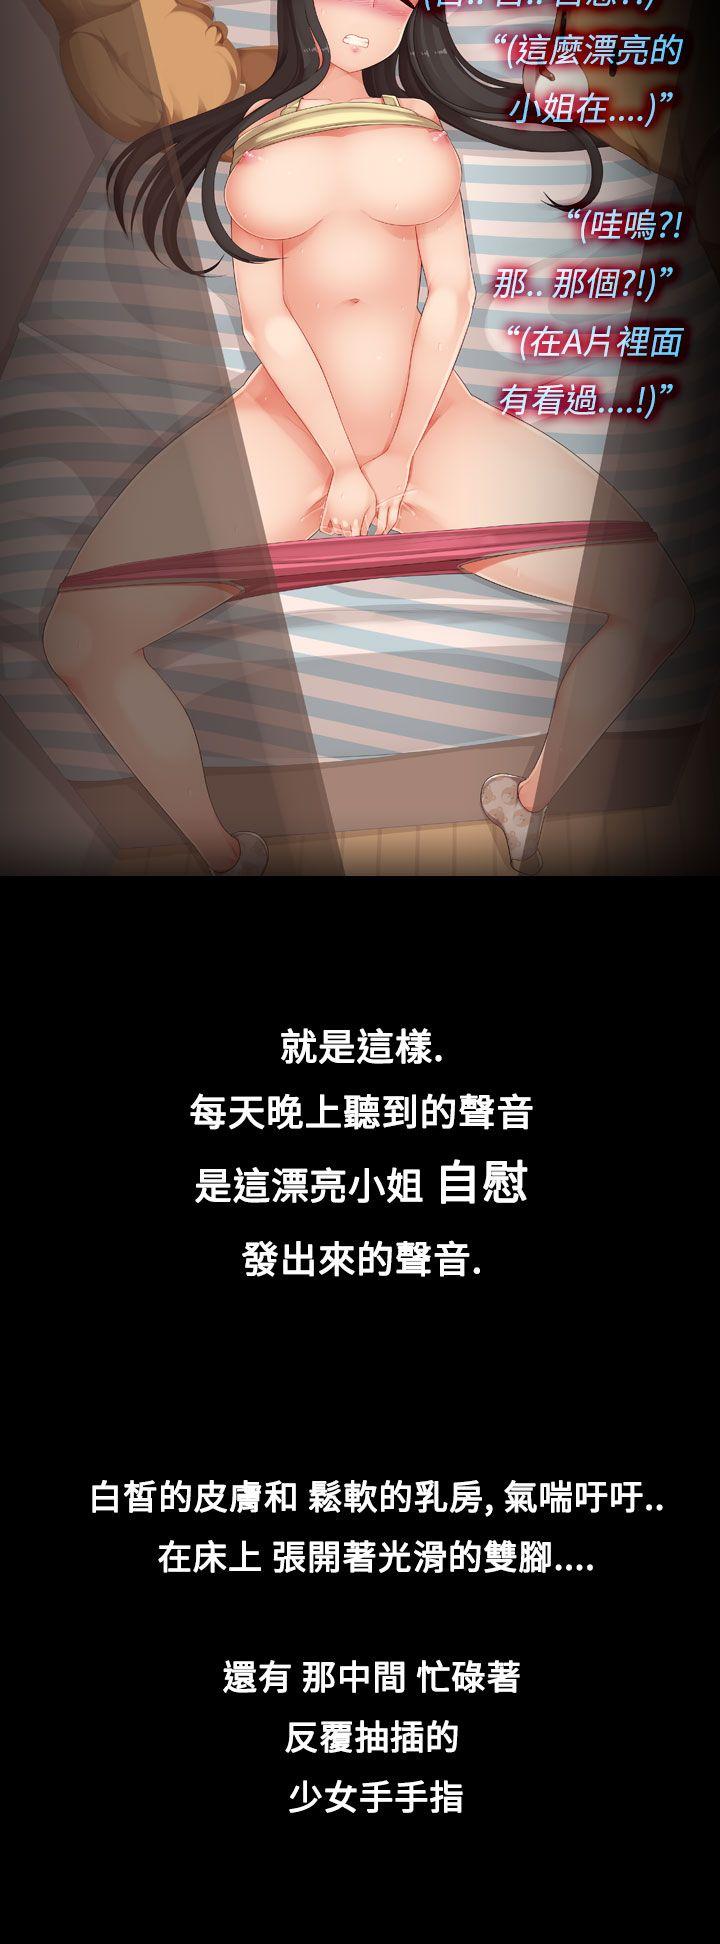 “(這麼漂亮的
小姐在....)”
“(哇嗚?!
那.. 那個?!)”
“(在A片裡面
有看過....!)”
就是這樣.
每天晚上聽到的聲音
是這漂亮小姐 自慰
發出來的聲音.
白皙的皮膚和 鬆軟的乳房, 氣喘吁吁..
在床上 張開著光滑的雙腳....
還有 那中間 忙碌著
反覆抽插的
少女手手指